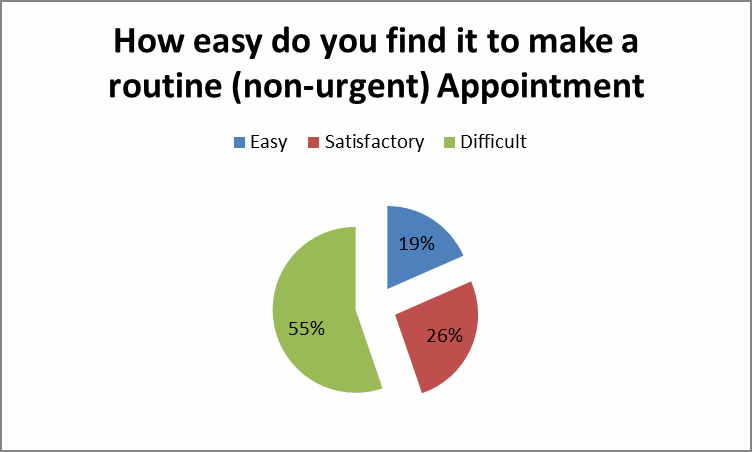 How easy do you find it to make a
routine (non-urgent) Appointment
Easy Satisfactory Difficult
19%
55%
26%